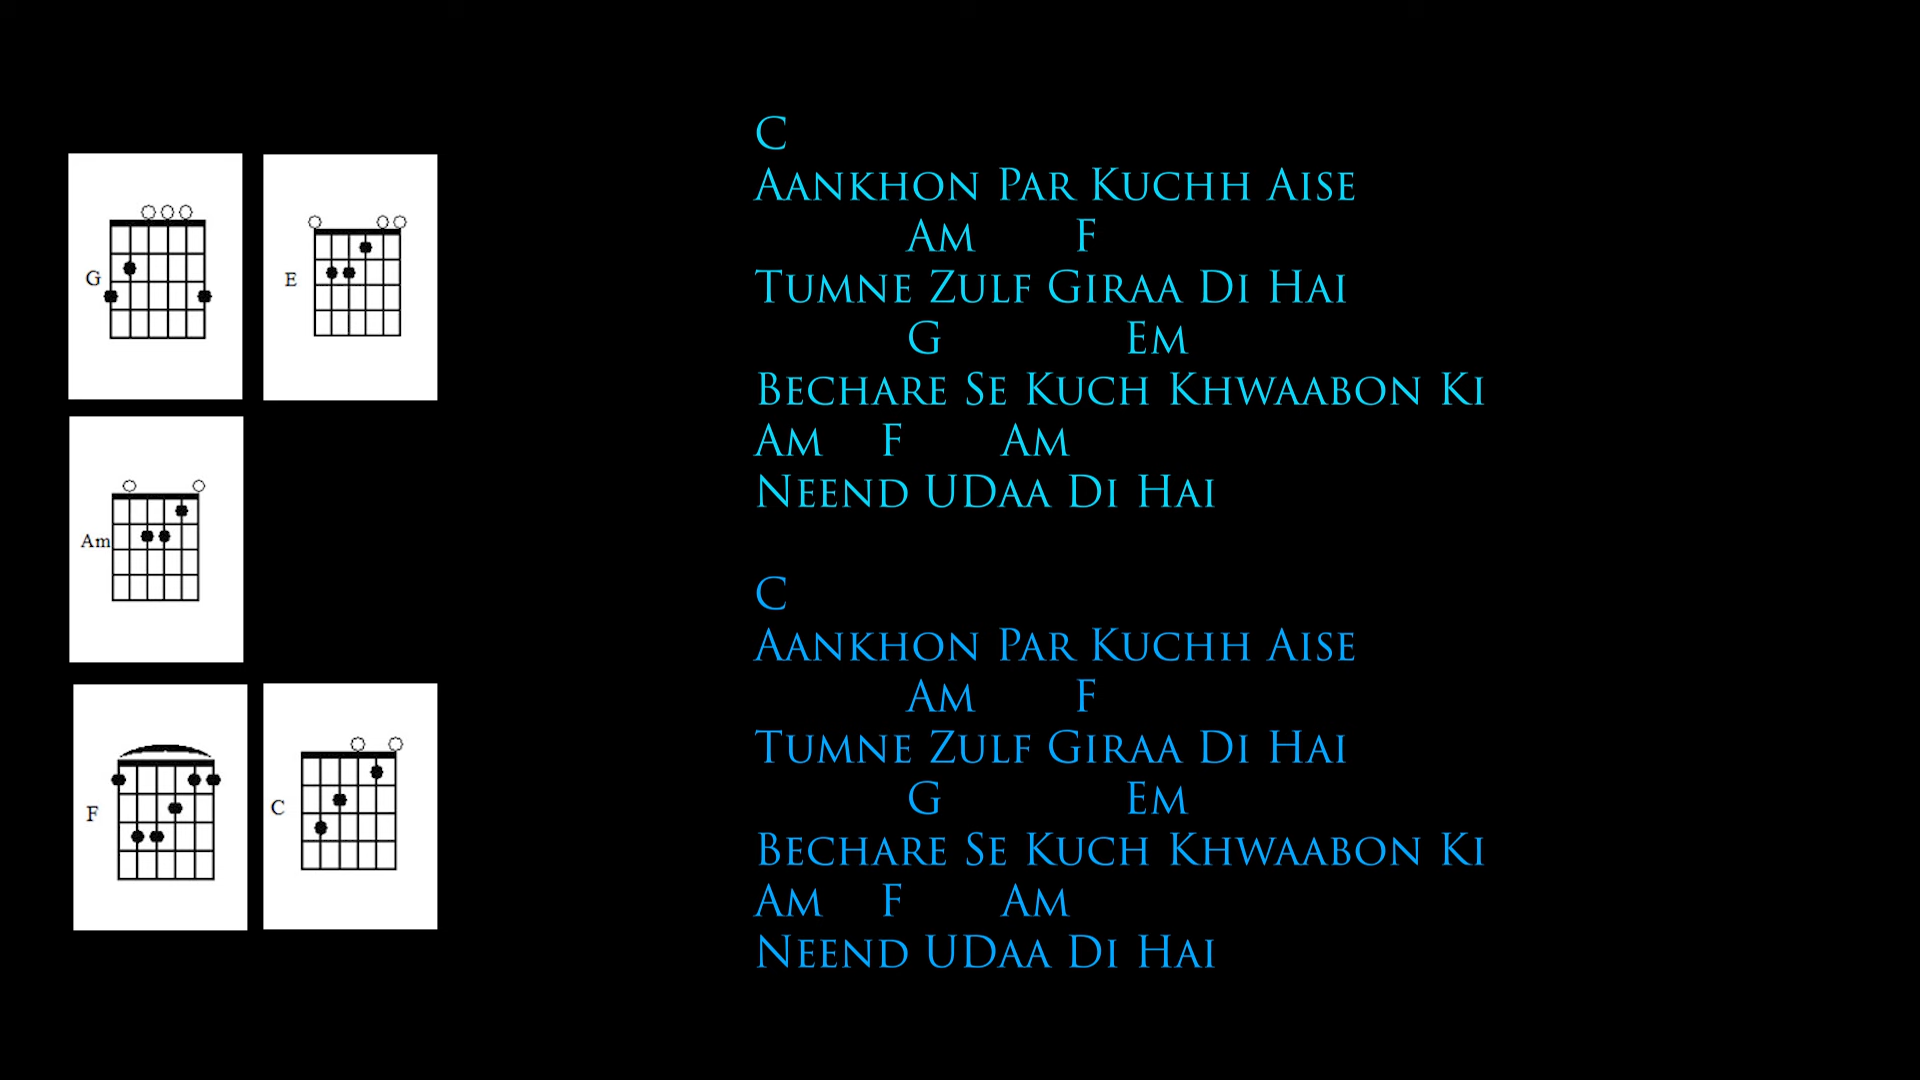 G
E
Am
F
C
C
Aankhon Par Kuchh Aise
Am F
Tumne Zulf Giraa Di Hai
G Em
Bechare Se Kuch Khwaabon Ki
Am F Am
Neend UDaa Di Hai
C
Aankhon Par Kuchh Aise
Am F
Tumne Zulf Giraa Di Hai
G Em
Bechare Se Kuch Khwaabon Ki
Am F Am
Neend UDaa Di Hai